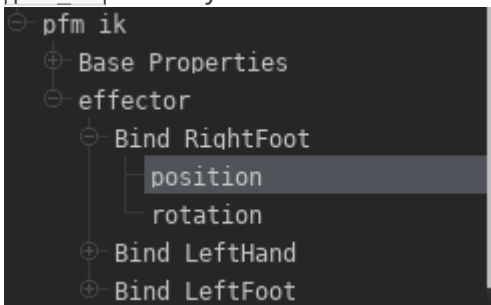 pfm ik
Base Properties
effector
Bind RightFoot
position
rotation
Bind LeftHand
Bind LeftFoot